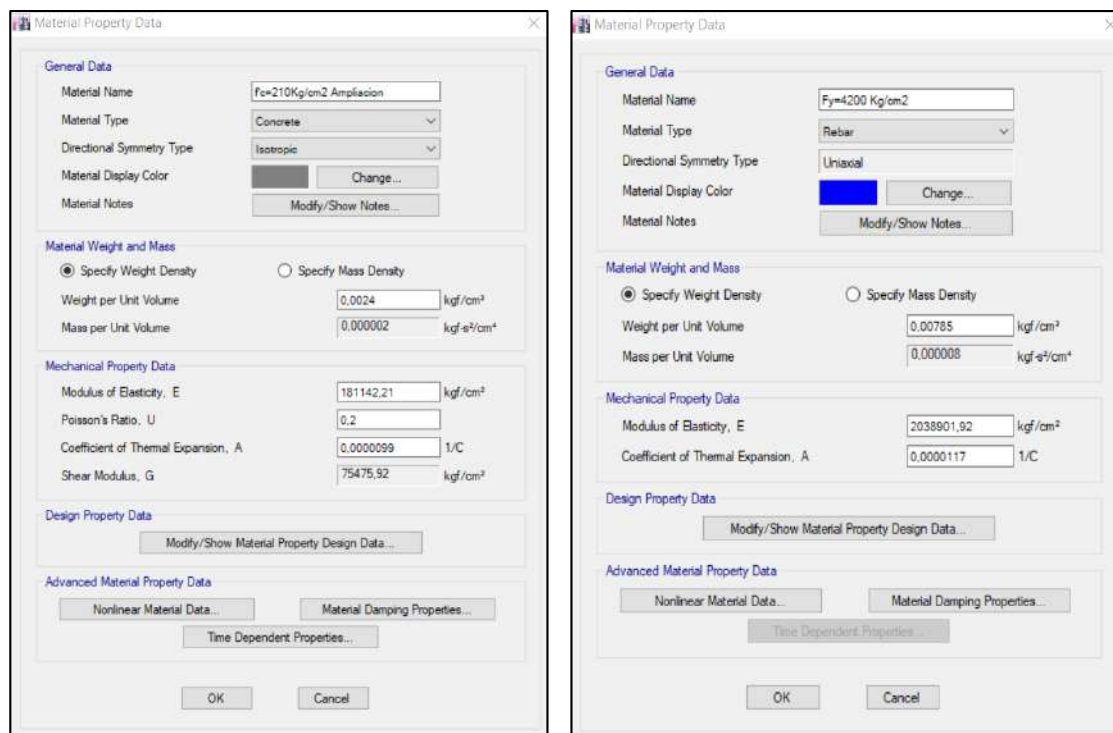 Material Property Data
General Data
Material Name f'c=210Kg/cm2 Ampliacion
Material Type Concrete
Directional Symmetry Type Isotropic
Material Display Color Change...
Material Notes Modify/Show Notes...
Material Weight and Mass
Specify Weight Density Specify Mass Density
Weight per Unit Volume 0,0024 kgf/cm³
Mass per Unit Volume 0,000002 kgf-s²/cm⁴
Mechanical Property Data
Modulus of Elasticity, E 181142,21 kgf/cm²
Poisson's Ratio, U 0,2
Coefficient of Thermal Expansion, A 0,0000099 1/C
Shear Modulus, G 75475,92 kgf/cm²
Design Property Data
Modify/Show Material Property Design Data...
Advanced Material Property Data
Nonlinear Material Data... Material Damping Properties...
Time Dependent Properties...
OK Cancel
Material Property Data
General Data
Material Name Fy=4200 Kg/cm2
Material Type Rebar
Directional Symmetry Type Uniaxial
Material Display Color Change...
Material Notes Modify/Show Notes...
Material Weight and Mass
Specify Weight Density Specify Mass Density
Weight per Unit Volume 0,00785 kgf/cm³
Mass per Unit Volume 0,000008 kgf-s²/cm⁴
Mechanical Property Data
Modulus of Elasticity, E 2038901,92 kgf/cm²
Coefficient of Thermal Expansion, A 0,0000117 1/C
Design Property Data
Modify/Show Material Property Design Data...
Advanced Material Property Data
Nonlinear Material Data... Material Damping Properties...
Time Dependent Properties...
OK Cancel